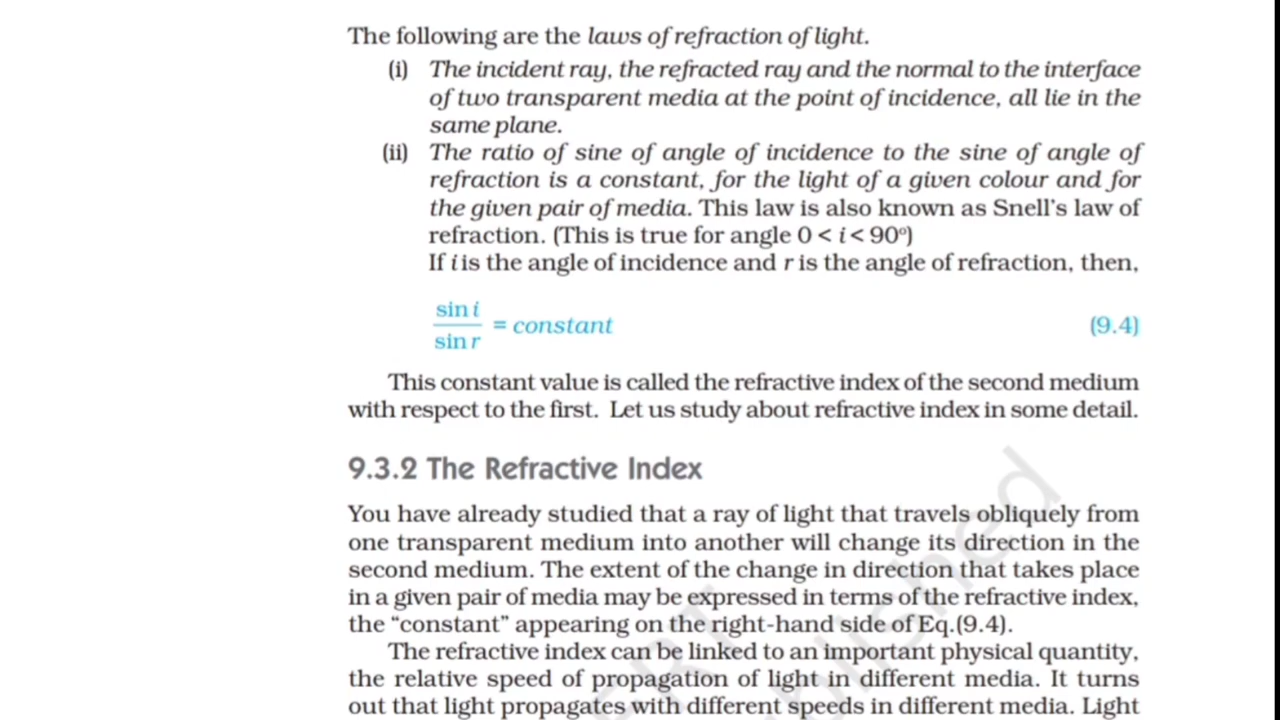 The following are the laws of refraction of light.
(i) The incident ray, the refracted ray and the normal to the interface
of two transparent media at the point of incidence, all lie in the
same plane.
(ii) The ratio of sine of angle of incidence to the sine of angle of
refraction is a constant, for the light of a given colour and for
the given pair of media. This law is also known as Snell's law of
refraction. (This is true for angle 0 < i < 90°)
If i is the angle of incidence and r is the angle of refraction, then,
sin i
= constant (9.4)
sin r
This constant value is called the refractive index of the second medium
with respect to the first. Let us study about refractive index in some detail.
9.3.2 The Refractive Index
You have already studied that a ray of light that travels obliquely from
one transparent medium into another will change its direction in the
second medium. The extent of the change in direction that takes place
in a given pair of media may be expressed in terms of the refractive index,
the “constant” appearing on the right-hand side of Eq.(9.4).
The refractive index can be linked to an important physical quantity,
the relative speed of propagation of light in different media. It turns
out that light propagates with different speeds in different media. Light